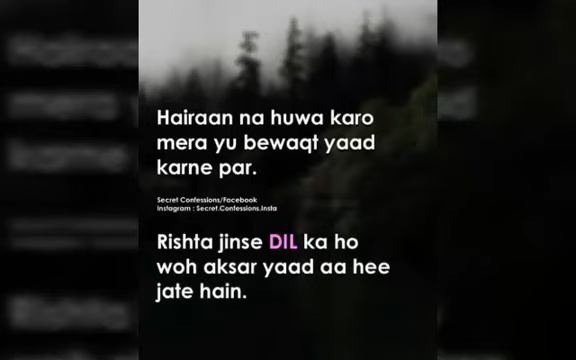 Hairaan na huwa karo
mera yu bewaqt yaad
karne par.
Secret Confessions/Facebook
Instagram : Secret.Confessions.Insta
Rishta jinse DIL ka ho
woh aksar yaad aa hee
jate hain.